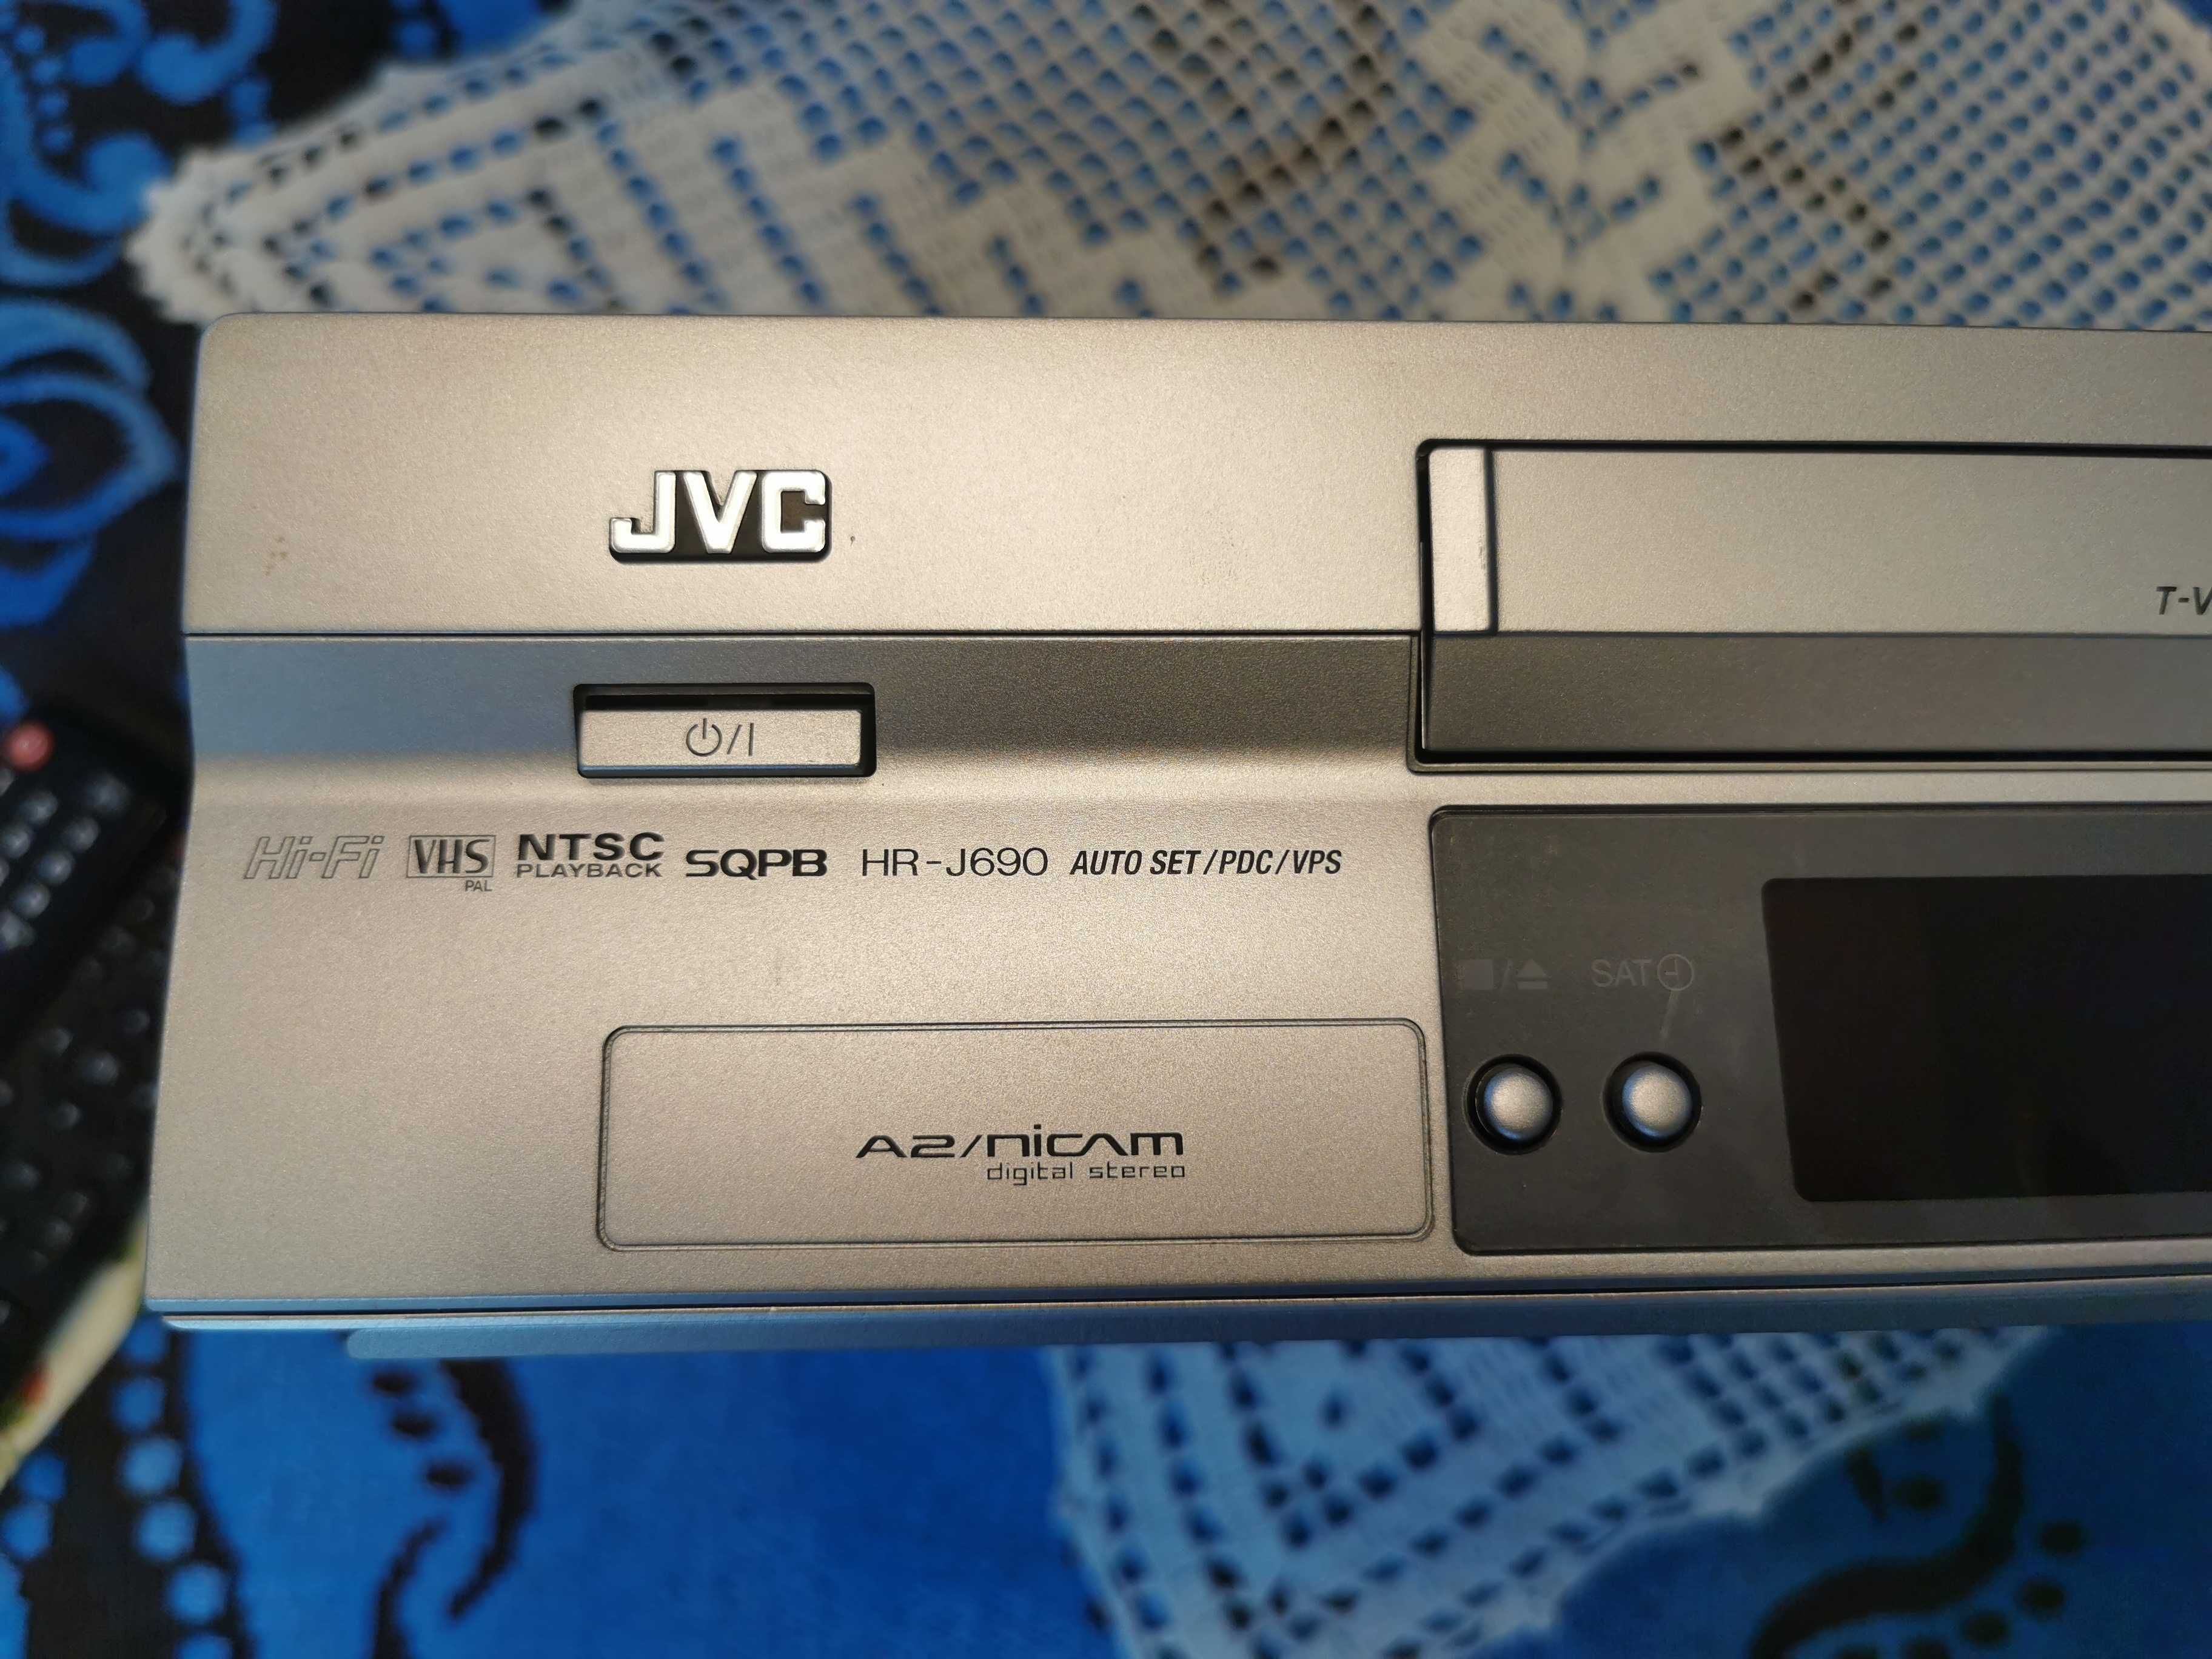 JVC
T-V
⏻/I
Hi-Fi VHS PAL NTSC PLAYBACK SQPB HR-J690 AUTO SET/PDC/VPS
■/▲ SAT
A2/nicam
digital stereo